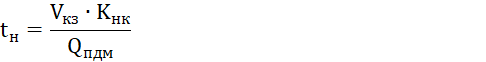 tн = Vкз · Kнк / Qпдм